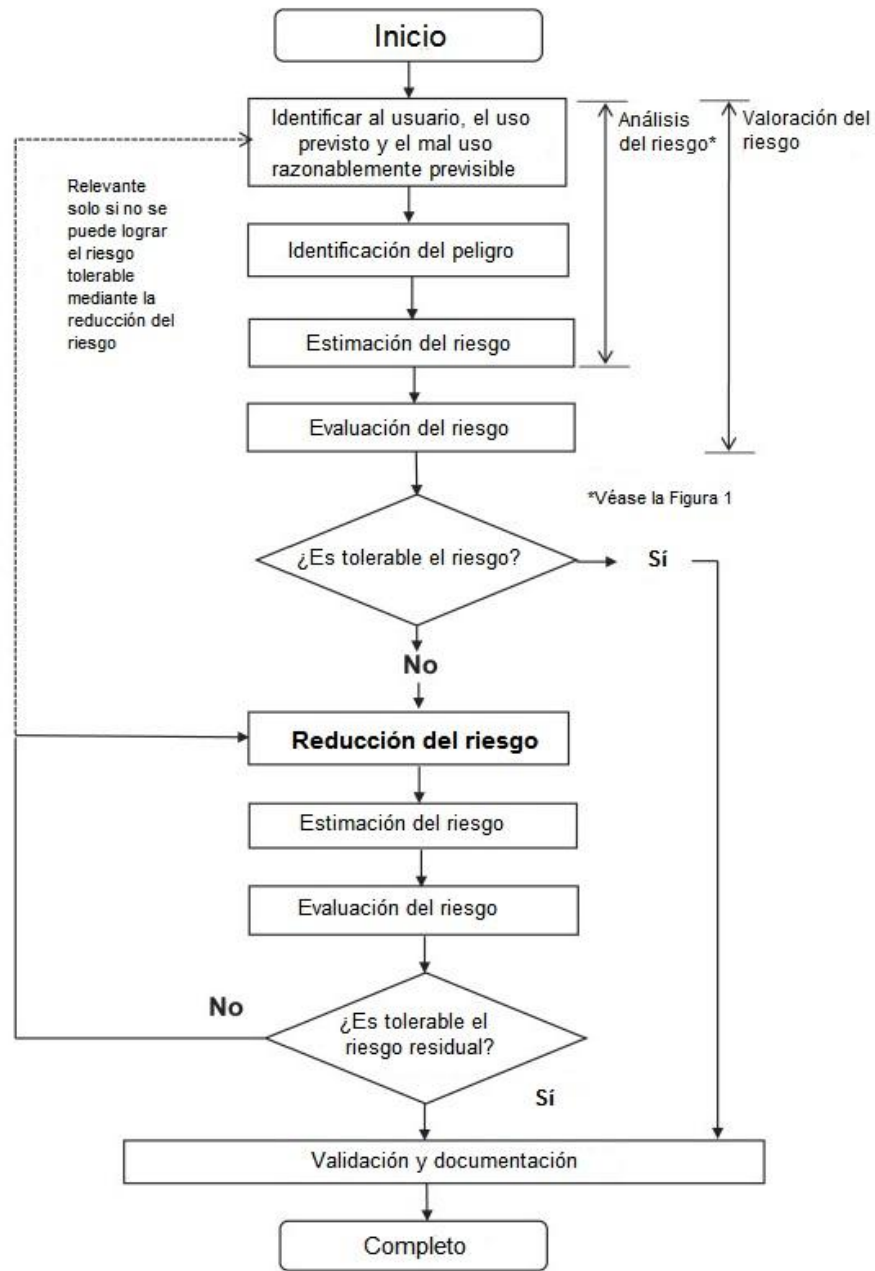 Inicio
Identificar al usuario, el uso
previsto y el mal uso
razonablemente previsible
Análisis
del riesgo*
Valoración del
riesgo
Relevante
solo si no se
puede lograr
el riesgo
tolerable
mediante la
reducción del
riesgo
Identificación del peligro
Estimación del riesgo
Evaluación del riesgo
*Véase la Figura 1
¿Es tolerable el riesgo?
Sí
No
Reducción del riesgo
Estimación del riesgo
Evaluación del riesgo
No
¿Es tolerable el
riesgo residual?
Sí
Validación y documentación
Completo